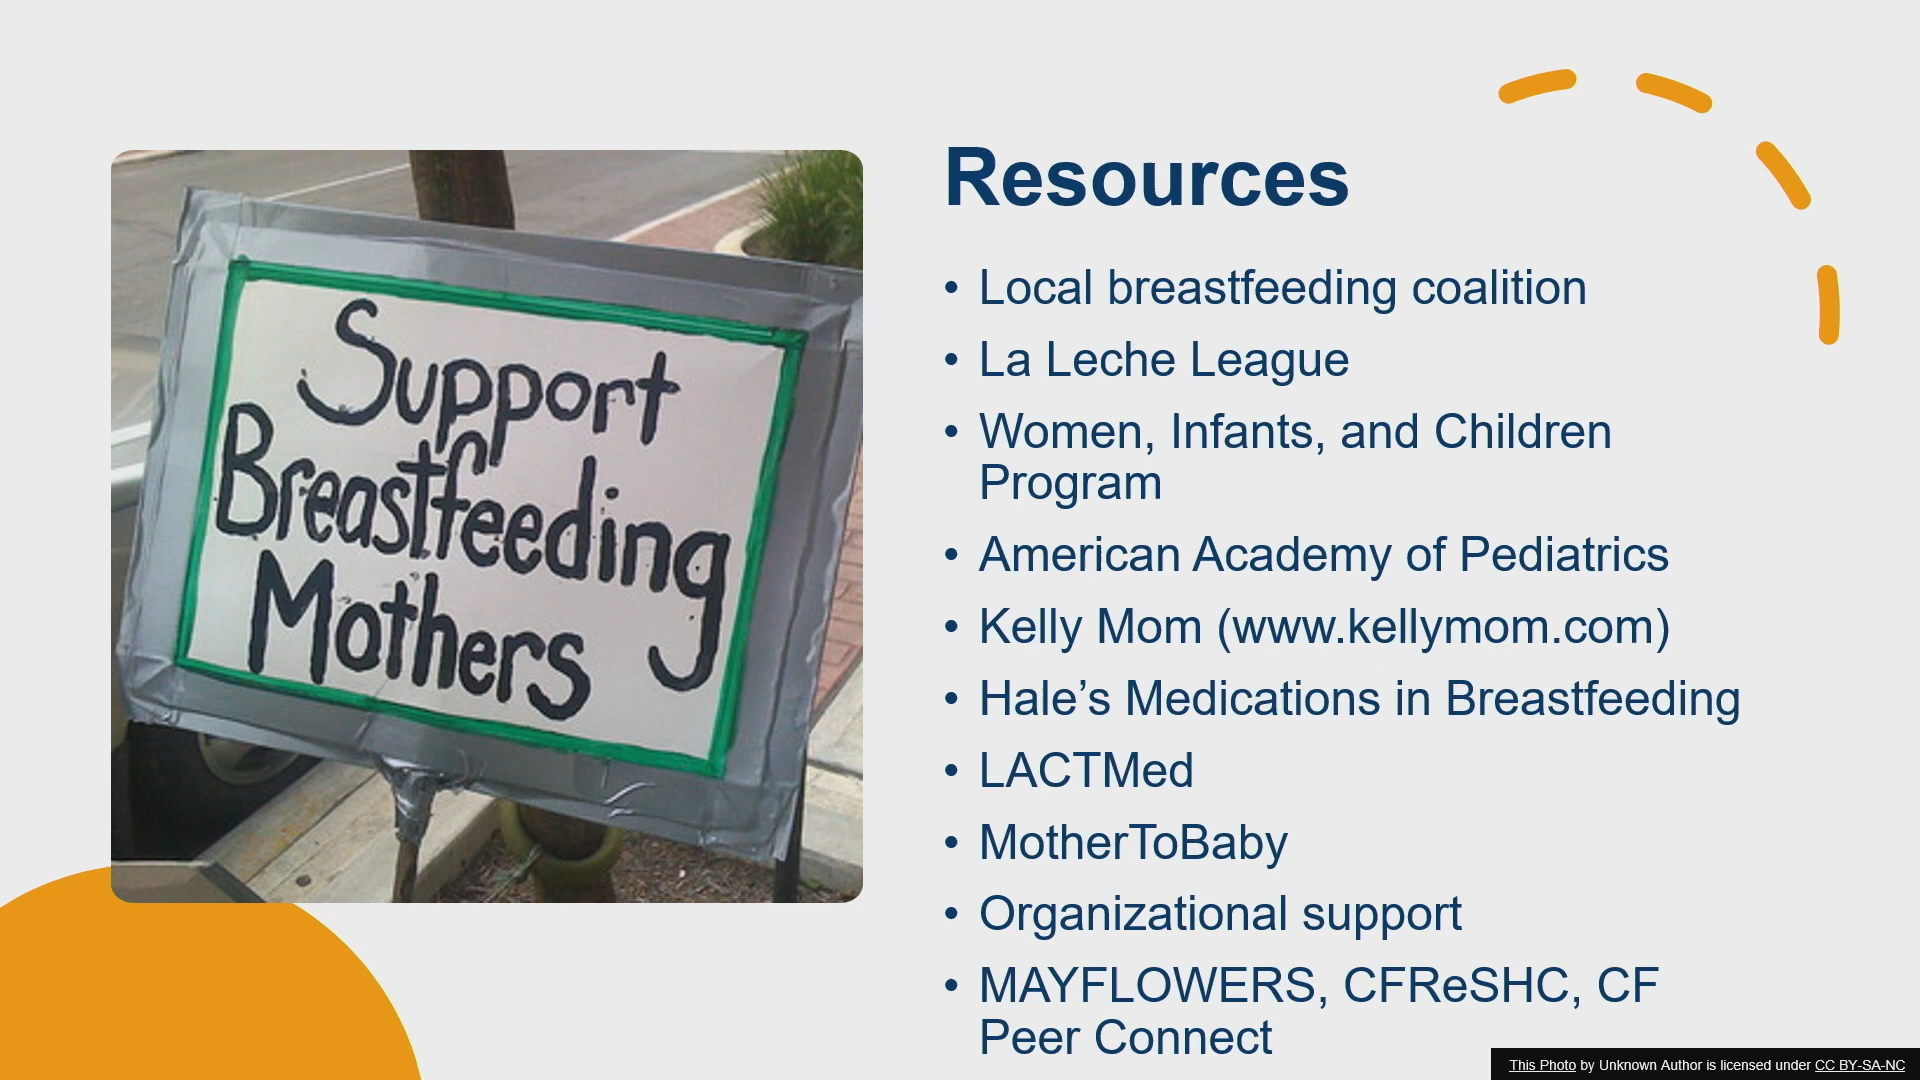 Support
Breastfeeding
Mothers
Resources
• Local breastfeeding coalition
• La Leche League
• Women, Infants, and Children
Program
• American Academy of Pediatrics
• Kelly Mom (www.kellymom.com)
• Hale’s Medications in Breastfeeding
• LACTMed
• MotherToBaby
• Organizational support
• MAYFLOWERS, CFReSHC, CF
Peer Connect
This Photo by Unknown Author is licensed under CC BY-SA-NC